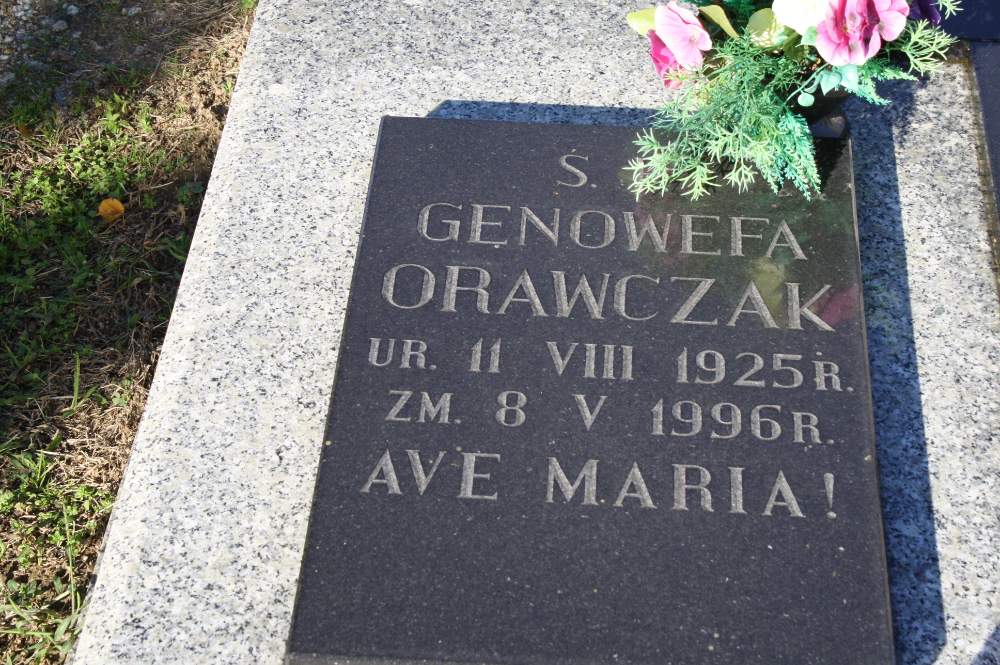 S.
GENOWEFA
ORAWCZAK
UR. 11 VIII 1925R.
ZM. 8 V 1996R.
AVE MARIA!